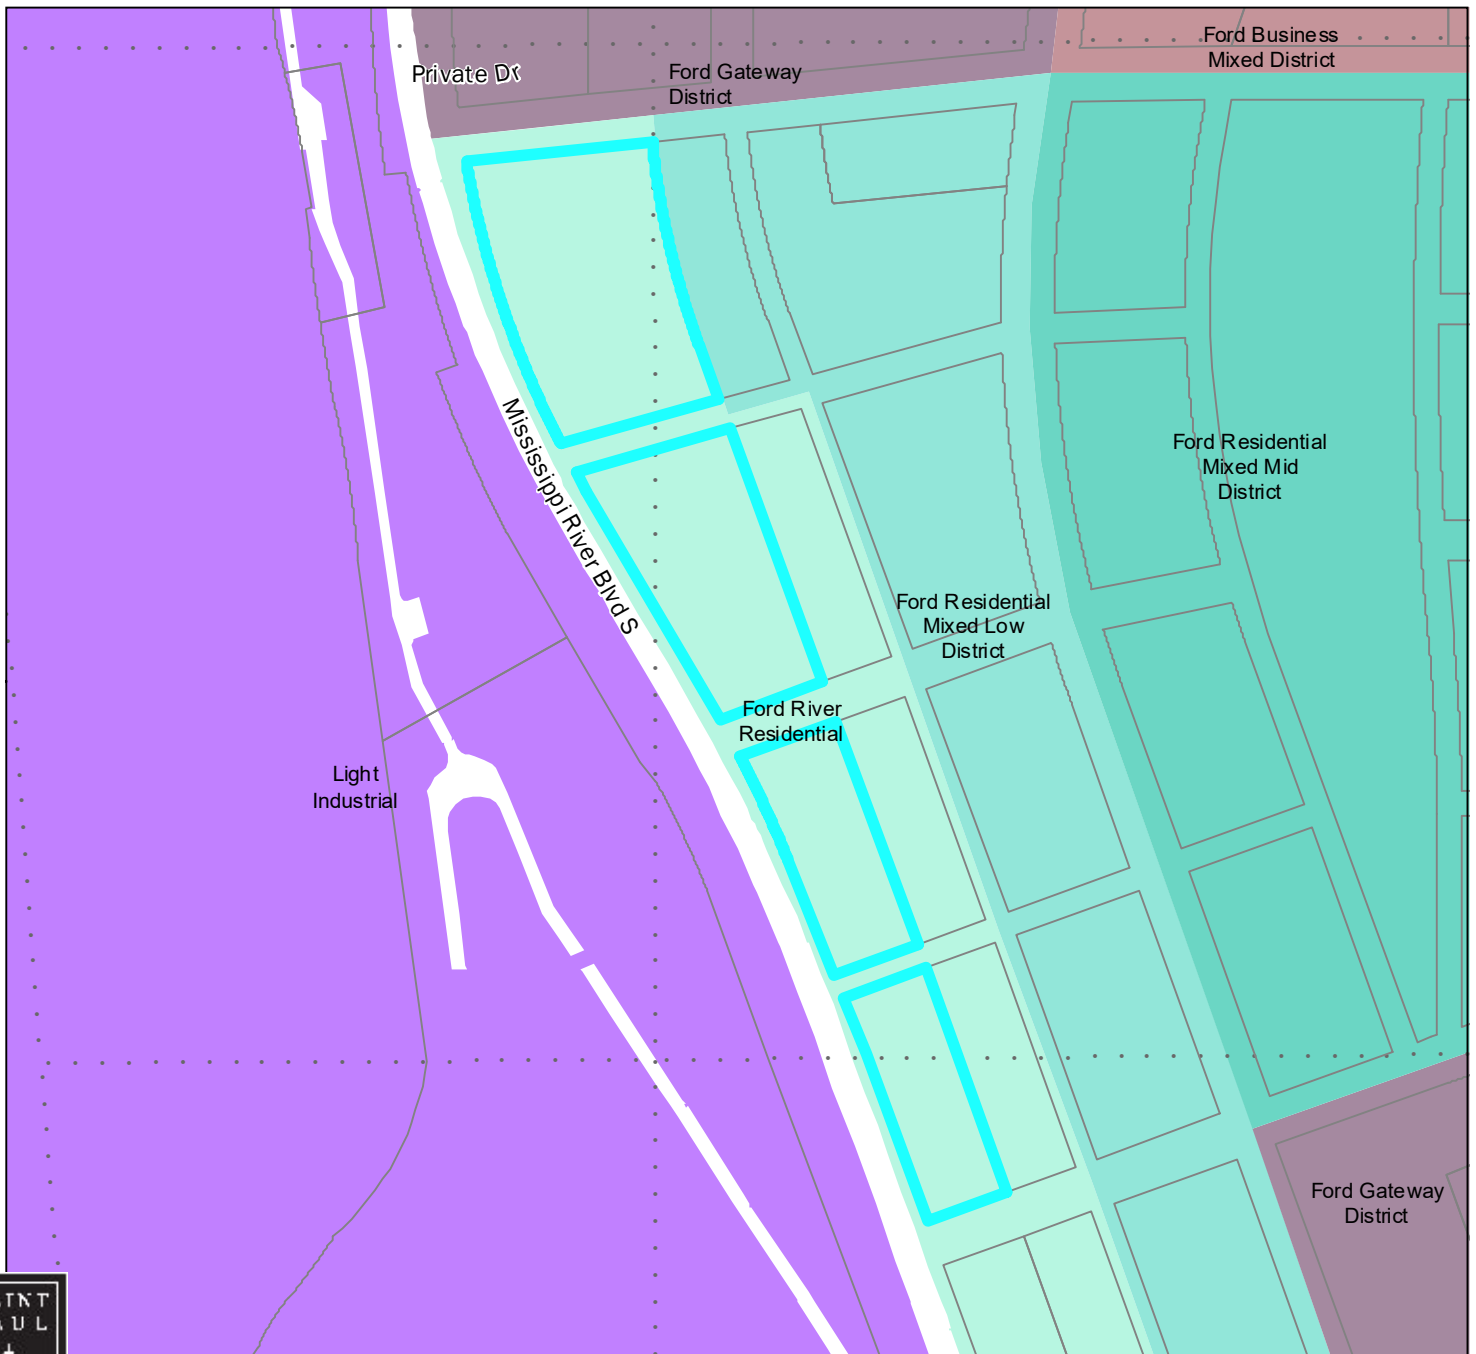 Ford Business
Mixed District
Private Dr
Ford Gateway
District
Mississippi River Blvd S
Ford Residential
Mixed Mid
District
Ford Residential
Mixed Low
District
Ford River
Residential
Light
Industrial
Ford Gateway
District